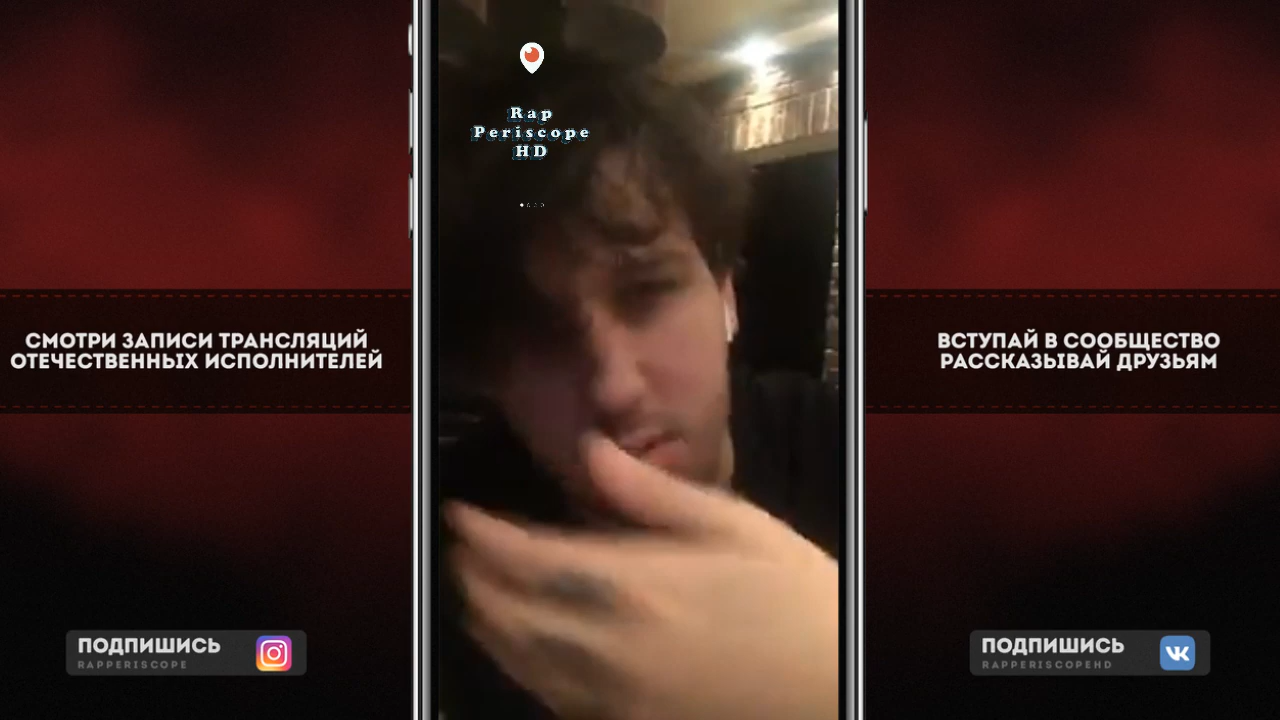 Rap
Periscope
HD
СМОТРИ ЗАПИСИ ТРАНСЛЯЦИЙ
ОТЕЧЕСТВЕННЫХ ИСПОЛНИТЕЛЕЙ
ВСТУПАЙ В СООБЩЕСТВО
РАССКАЗЫВАЙ ДРУЗЬЯМ
ПОДПИШИСЬ
RAPPERISCOPE
ПОДПИШИСЬ
RAPPERISCOPEHD